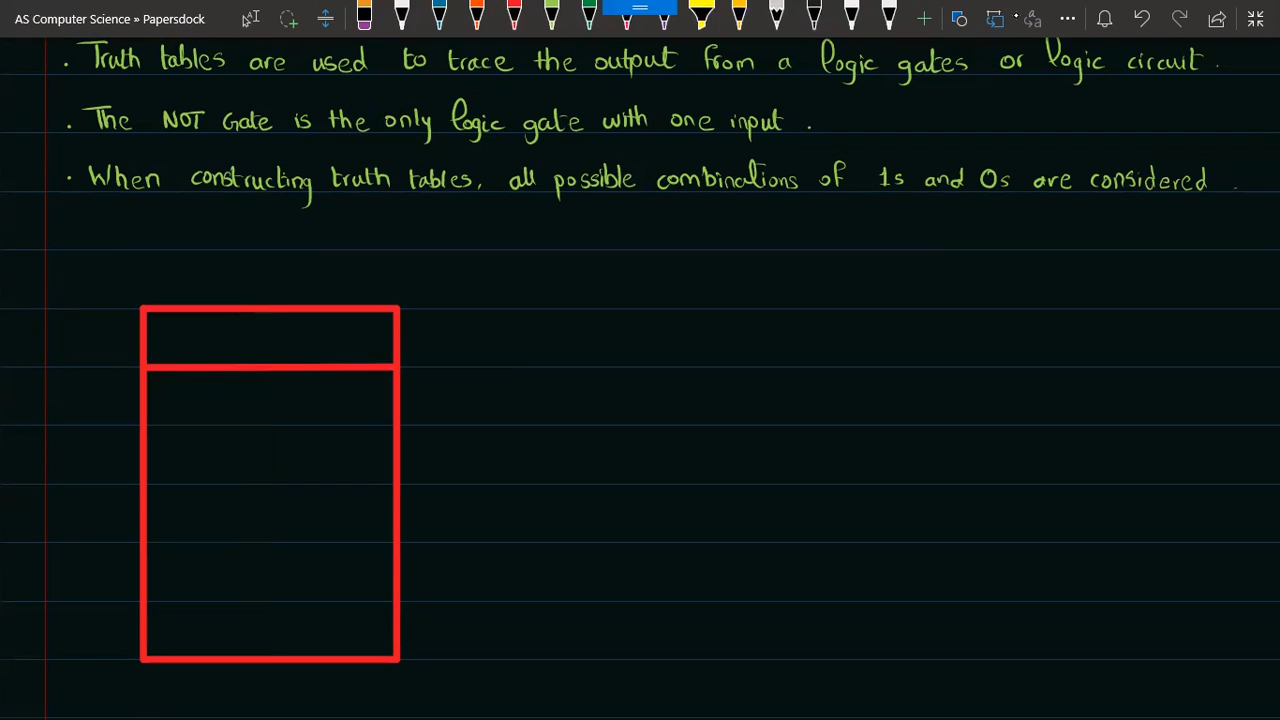 AS Computer Science » Papersdock
. Truth tables are used to trace the output from a logic gates or logic circuit .
. The NOT Gate is the only logic gate with one input .
. When constructing truth tables, all possible combinations of 1s and 0s are considered .